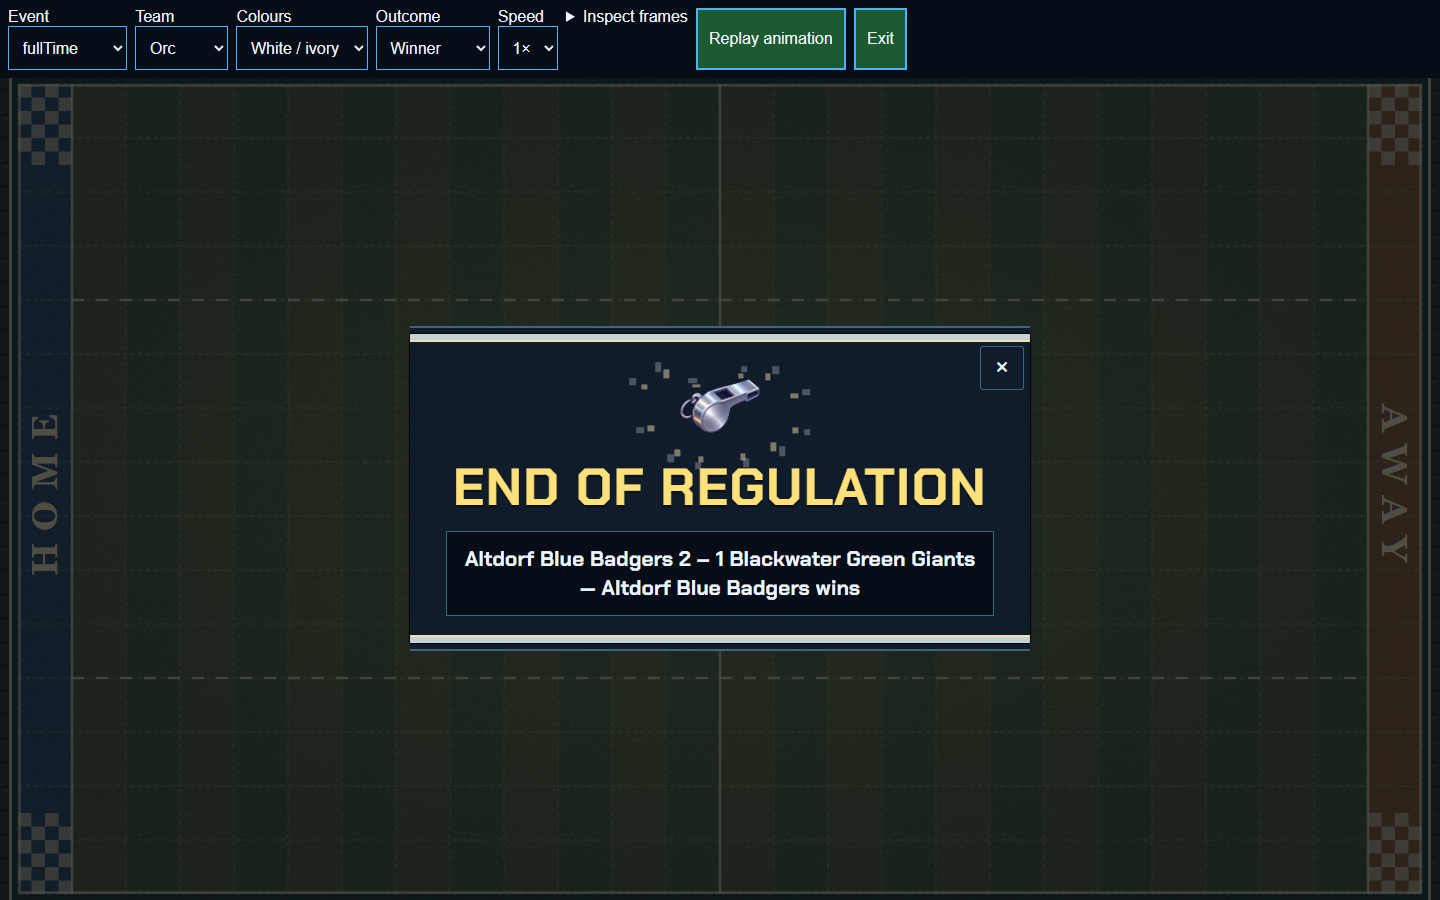 Event Team Colours Outcome Speed
▶ Inspect frames
fullTime Orc White / ivory Winner 1× Replay animation Exit
HOME
AWAY
×
END OF REGULATION
Altdorf Blue Badgers 2 – 1 Blackwater Green Giants
– Altdorf Blue Badgers wins